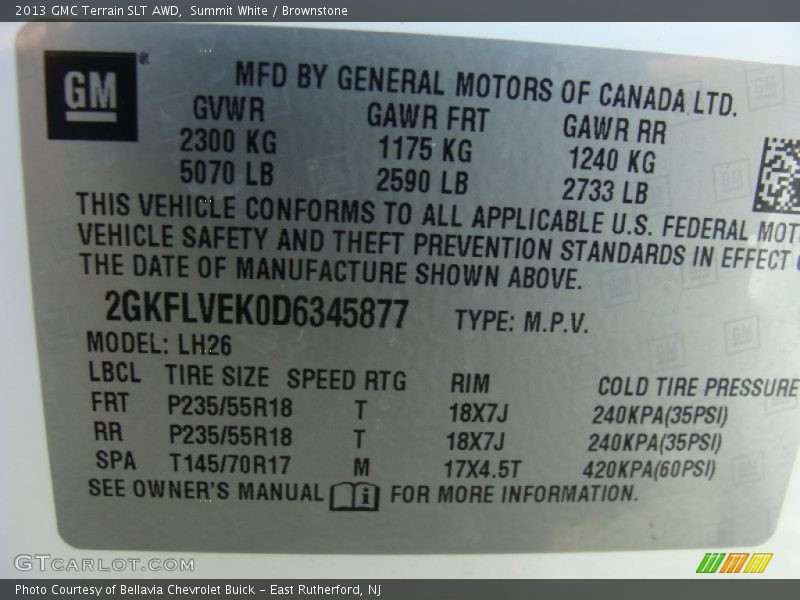 2013 GMC Terrain SLT AWD, Summit White / Brownstone
GM
MFD BY GENERAL MOTORS OF CANADA LTD.
GVWR GAWR FRT GAWR RR
2300 KG 1175 KG 1240 KG
5070 LB 2590 LB 2733 LB
THIS VEHICLE CONFORMS TO ALL APPLICABLE U.S. FEDERAL MOT
VEHICLE SAFETY AND THEFT PREVENTION STANDARDS IN EFFECT
THE DATE OF MANUFACTURE SHOWN ABOVE.
2GKFLVEK0D6345877 TYPE: M.P.V.
MODEL: LH26
LBCL TIRE SIZE SPEED RTG RIM COLD TIRE PRESSURE
FRT P235/55R18 T 18X7J 240KPA(35PSI)
RR P235/55R18 T 18X7J 240KPA(35PSI)
SPA T145/70R17 M 17X4.5T 420KPA(60PSI)
SEE OWNER'S MANUAL FOR MORE INFORMATION.
GTCarLot.com
Photo Courtesy of Bellavia Chevrolet Buick - East Rutherford, NJ